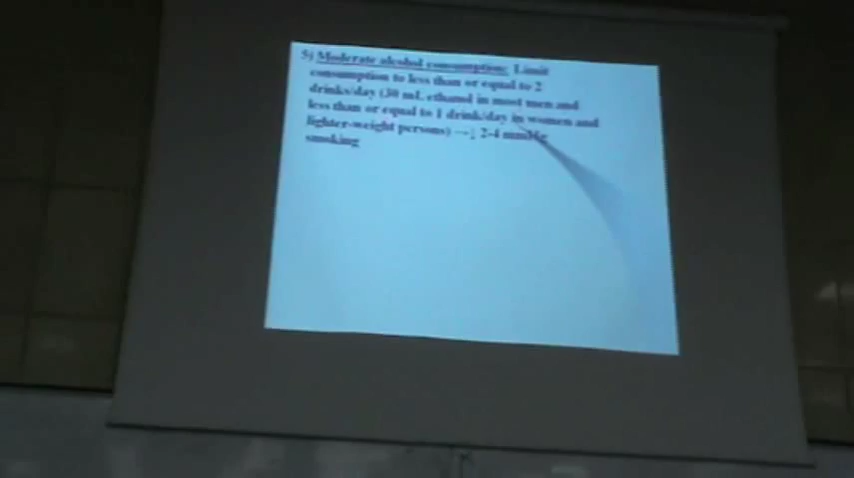 5) Moderate alcohol consumption: Limit
consumption to less than or equal to 2
drinks/day (30 mL ethanol in most men and
less than or equal to 1 drink/day in women and
lighter-weight persons) →↓ 2-4 mmHg
smoking